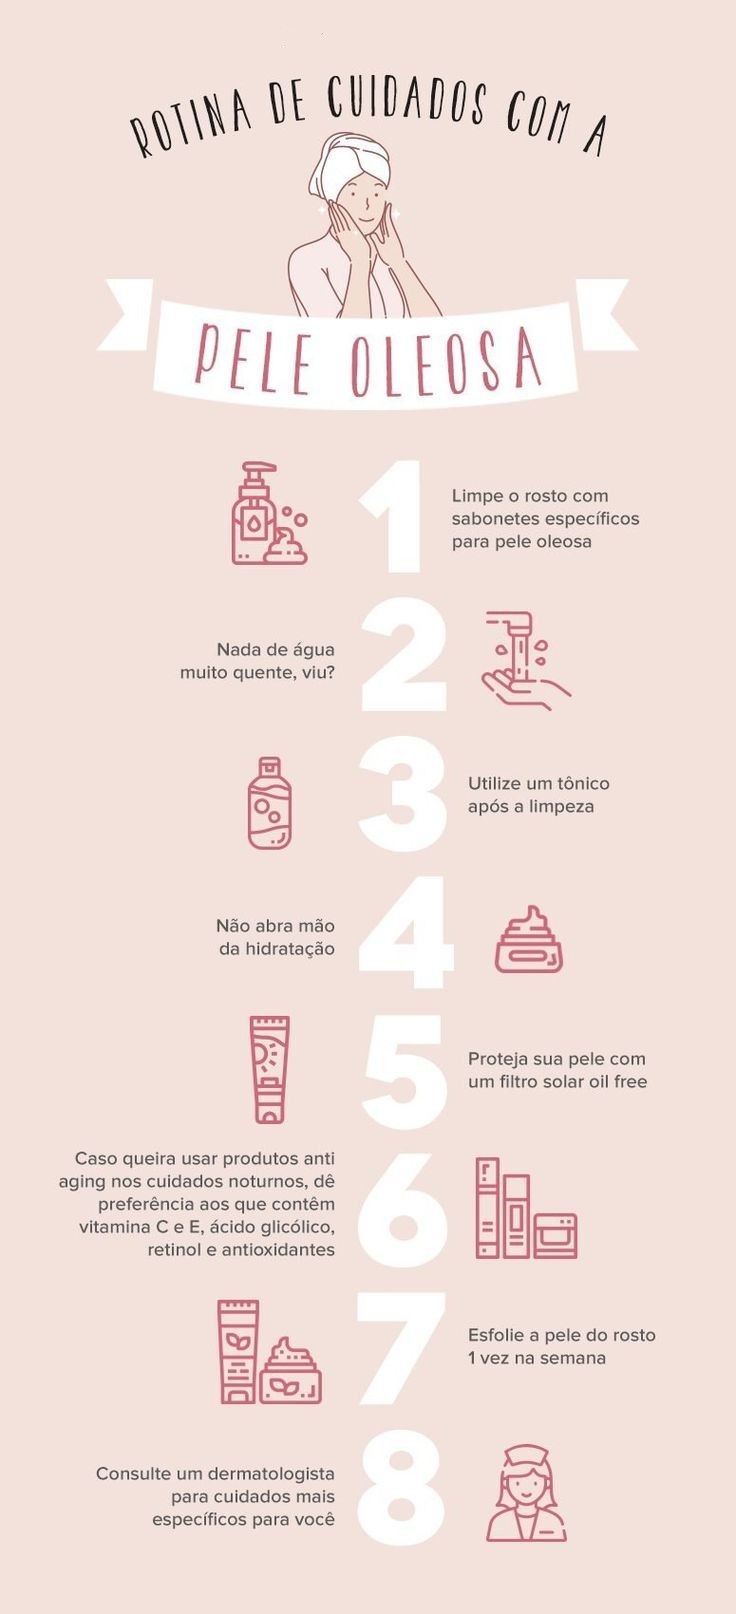 ROTINA DE CUIDADOS COM A
PELE OLEOSA
1
Limpe o rosto com
sabonetes específicos
para pele oleosa
2
Nada de água
muito quente, viu?
3
Utilize um tônico
após a limpeza
4
Não abra mão
da hidratação
5
Proteja sua pele com
um filtro solar oil free
6
Caso queira usar produtos anti
aging nos cuidados noturnos, dê
preferência aos que contêm
vitamina C e E, ácido glicólico,
retinol e antioxidantes
7
Esfolie a pele do rosto
1 vez na semana
8
Consulte um dermatologista
para cuidados mais
específicos para você